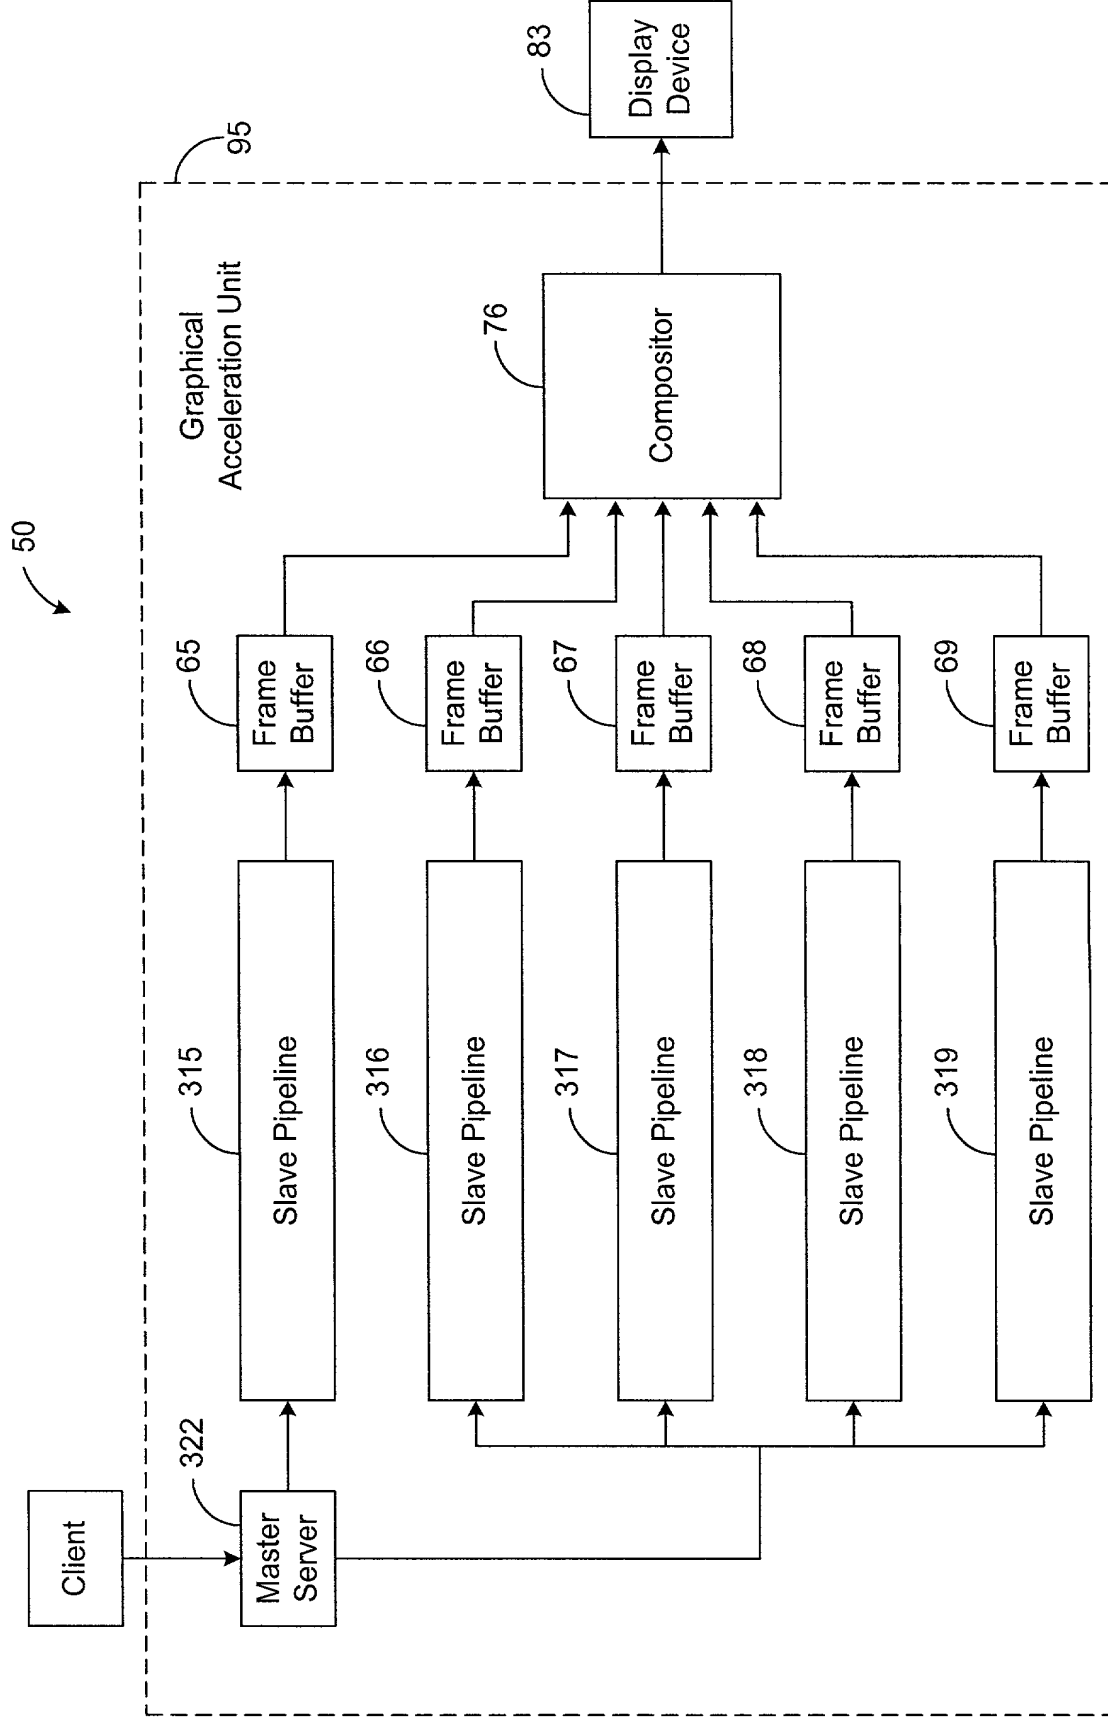 50
95
Graphical
Acceleration Unit
Client
322
Master
Server
315
Slave Pipeline
65
Frame
Buffer
316
Slave Pipeline
66
Frame
Buffer
317
Slave Pipeline
67
Frame
Buffer
318
Slave Pipeline
68
Frame
Buffer
319
Slave Pipeline
69
Frame
Buffer
76
Compositor
83
Display
Device